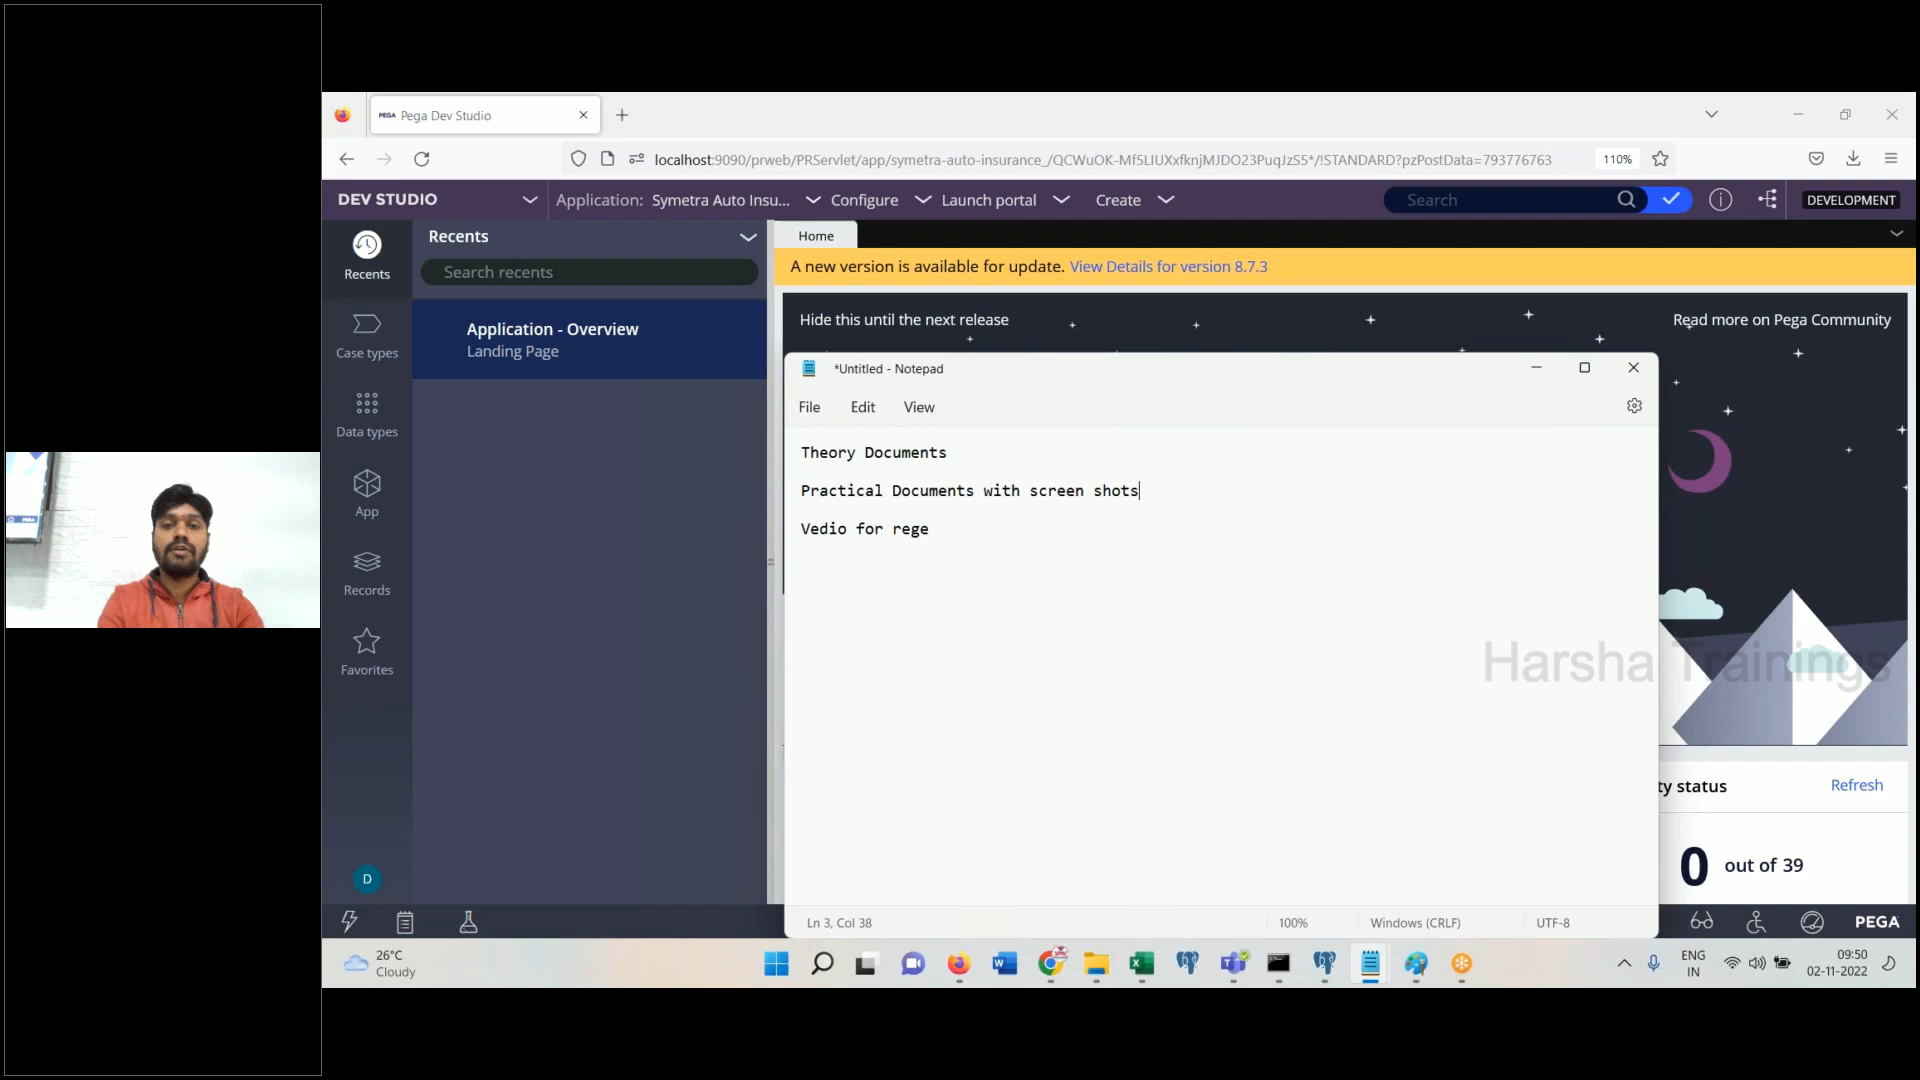 PEGA Pega Dev Studio
localhost:9090/prweb/PRServlet/app/symetra-auto-insurance_/QCWuOK-Mf5LIUXxfknjMJDO23PuqJzS5*/!STANDARD?pzPostData=793776763
110%
DEV STUDIO
Application: Symetra Auto Insu...
Configure
Launch portal
Create
Search
DEVELOPMENT
Recents
Recents
Search recents
Home
A new version is available for update. View Details for version 8.7.3
Application - Overview
Landing Page
Hide this until the next release
Read more on Pega Community
Case types
Data types
App
Records
Favorites
D
*Untitled - Notepad
File Edit View
Theory Documents
Practical Documents with screen shots
Vedio for rege
Ln 3, Col 38
100%
Windows (CRLF)
UTF-8
Harsha Trainings
ty status
Refresh
0 out of 39
PEGA
26°C
Cloudy
ENG
IN
09:50
02-11-2022